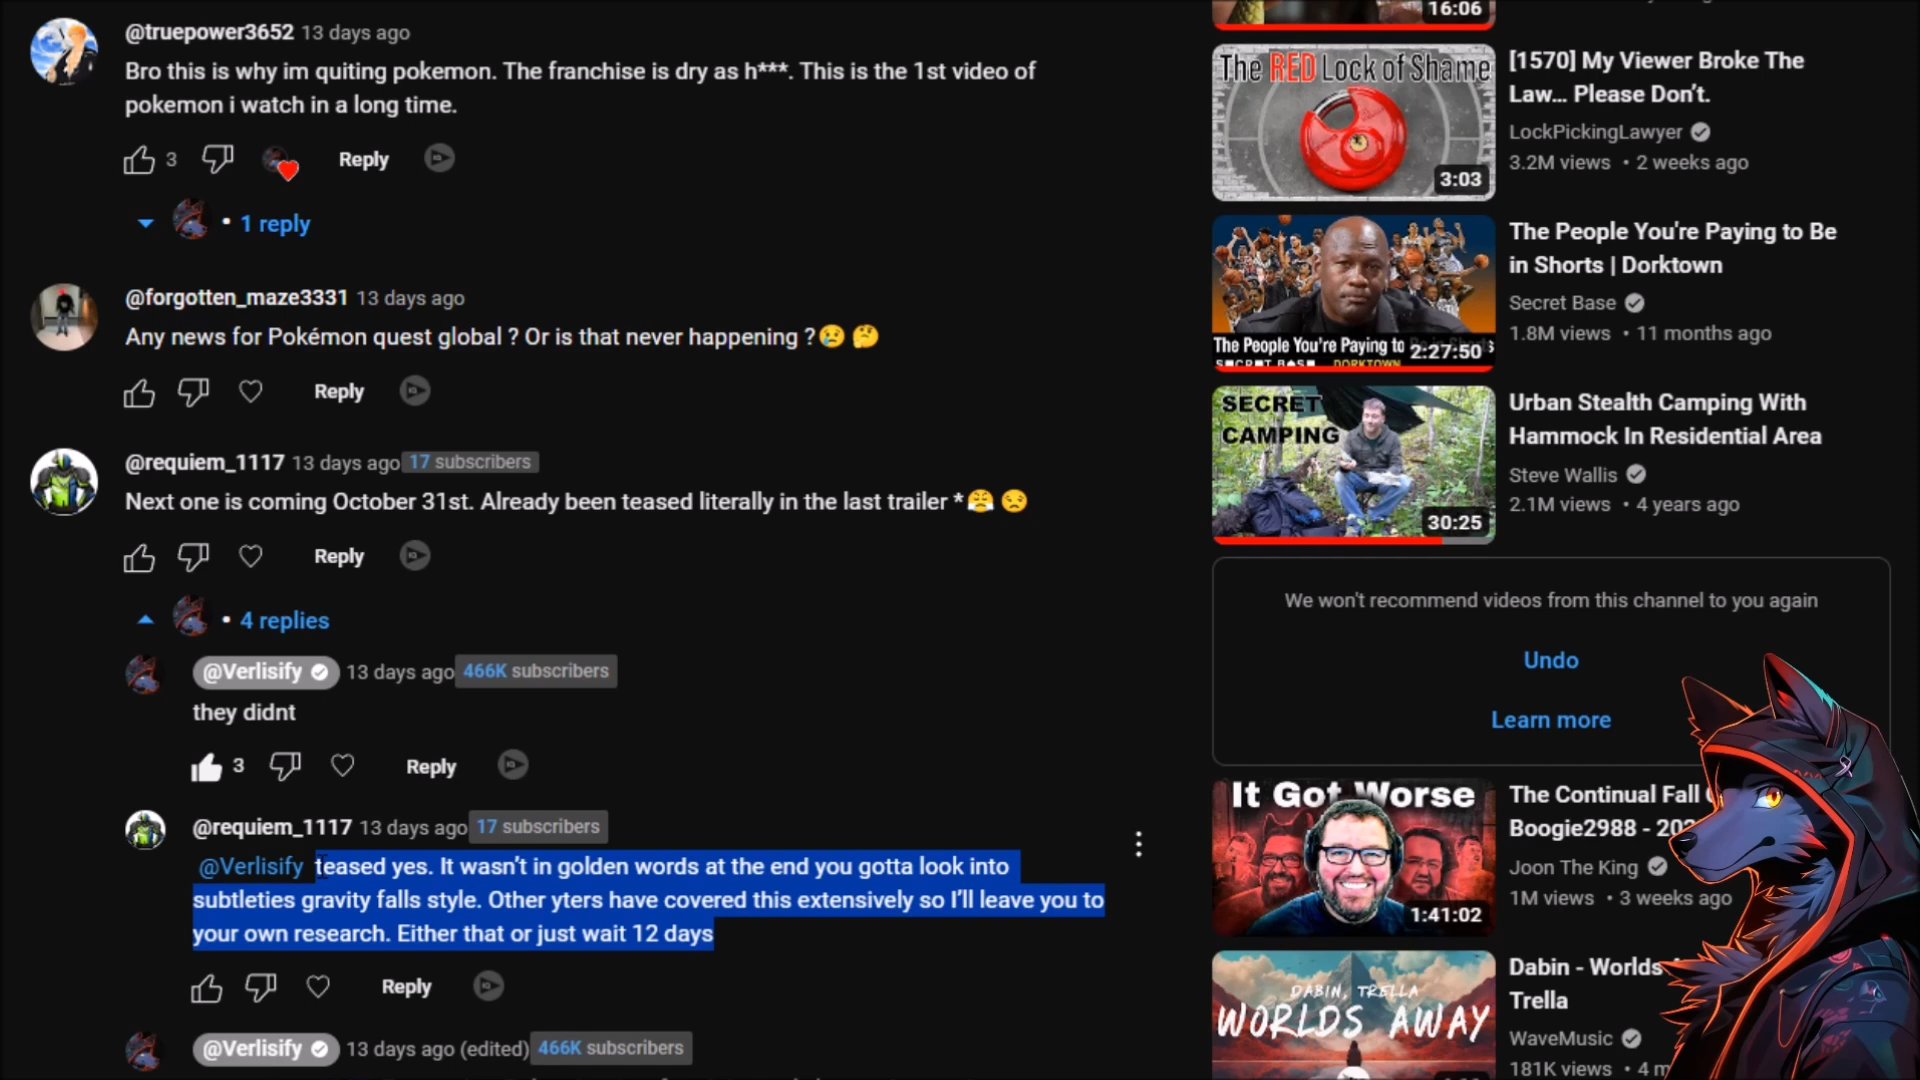 @truepower3652 13 days ago
Bro this is why im quiting pokemon. The franchise is dry as h***. This is the 1st video of
pokemon i watch in a long time.
3 Reply
• 1 reply
@forgotten_maze3331 13 days ago
Any news for Pokémon quest global ? Or is that never happening ?😢 🤔
Reply
@requiem_1117 13 days ago 17 subscribers
Next one is coming October 31st. Already been teased literally in the last trailer *😤 😒
Reply
• 4 replies
@Verlisify 13 days ago 466K subscribers
they didnt
3 Reply
@requiem_1117 13 days ago 17 subscribers
@Verlisify teased yes. It wasn't in golden words at the end you gotta look into
subtleties gravity falls style. Other yters have covered this extensively so I'll leave you to
your own research. Either that or just wait 12 days
Reply
@Verlisify 13 days ago (edited) 466K subscribers
16:06
The RED Lock of Shame
3:03
[1570] My Viewer Broke The
Law… Please Don't.
LockPickingLawyer
3.2M views • 2 weeks ago
The People You're Paying to
2:27:50
DORKTOWN
The People You're Paying to Be
in Shorts | Dorktown
Secret Base
1.8M views • 11 months ago
SECRET
CAMPING
30:25
Urban Stealth Camping With
Hammock In Residential Area
Steve Wallis
2.1M views • 4 years ago
We won't recommend videos from this channel to you again
Undo
Learn more
It Got Worse
1:41:02
The Continual Fall
Boogie2988 - 202
Joon The King
1M views • 3 weeks ago
DABIN, TRELLA
WORLDS AWAY
Dabin - Worlds
Trella
WaveMusic
181K views • 4 m